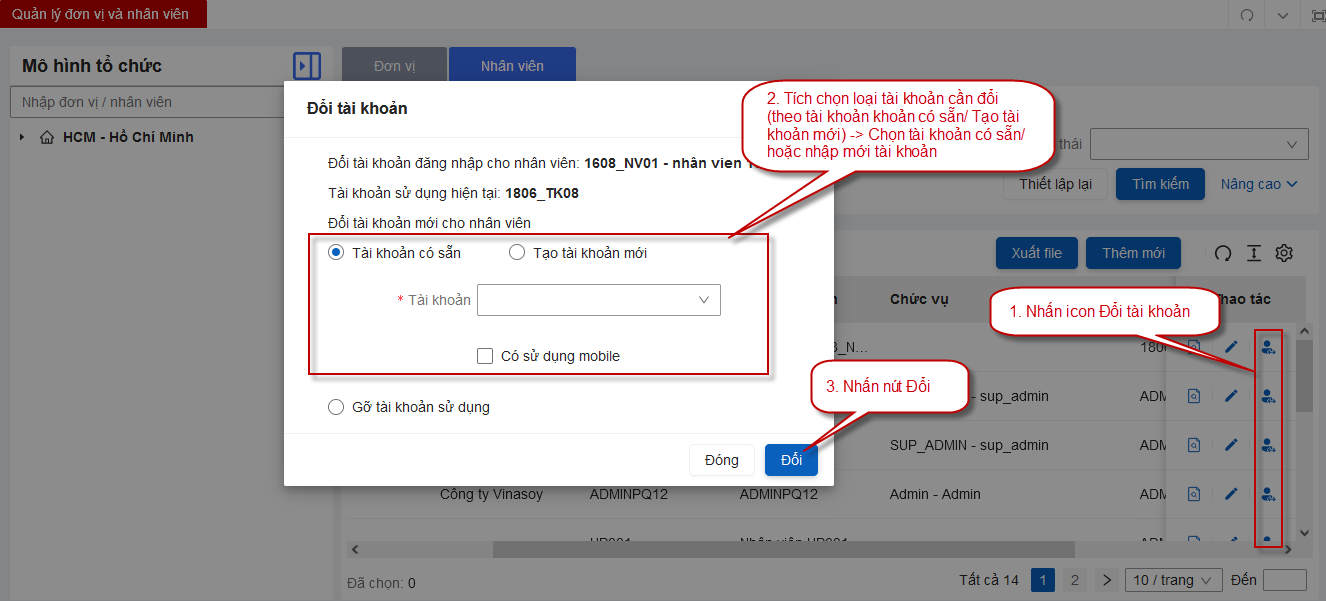 Quản lý đơn vị và nhân viên
Mô hình tổ chức
Đơn vị
Nhân viên
Nhập đơn vị / nhân viên
HCM - Hồ Chí Minh
Đổi tài khoản
2. Tích chọn loại tài khoản cần đổi
(theo tài khoản khoản có sẵn/ Tạo tài
khoản mới) -> Chọn tài khoản có sẵn/
hoặc nhập mới tài khoản
thái
Đổi tài khoản đăng nhập cho nhân viên: 1608_NV01 - nhân viên
Thiết lập lại
Tìm kiếm
Nâng cao
Tài khoản sử dụng hiện tại: 1806_TK08
Đổi tài khoản mới cho nhân viên
Tài khoản có sẵn
Tạo tài khoản mới
Xuất file
Thêm mới
* Tài khoản
Chức vụ
Thao tác
1. Nhấn icon Đổi tài khoản
Có sử dụng mobile
3. Nhấn nút Đổi
- sup_admin
ADM
Gỡ tài khoản sử dụng
SUP_ADMIN - sup_admin
ADM
Đóng
Đổi
Công ty Vinasoy
ADMINPQ12
ADMINPQ12
Admin - Admin
ADM
Đã chọn: 0
Tất cả 14
1
2
10 / trang
Đến